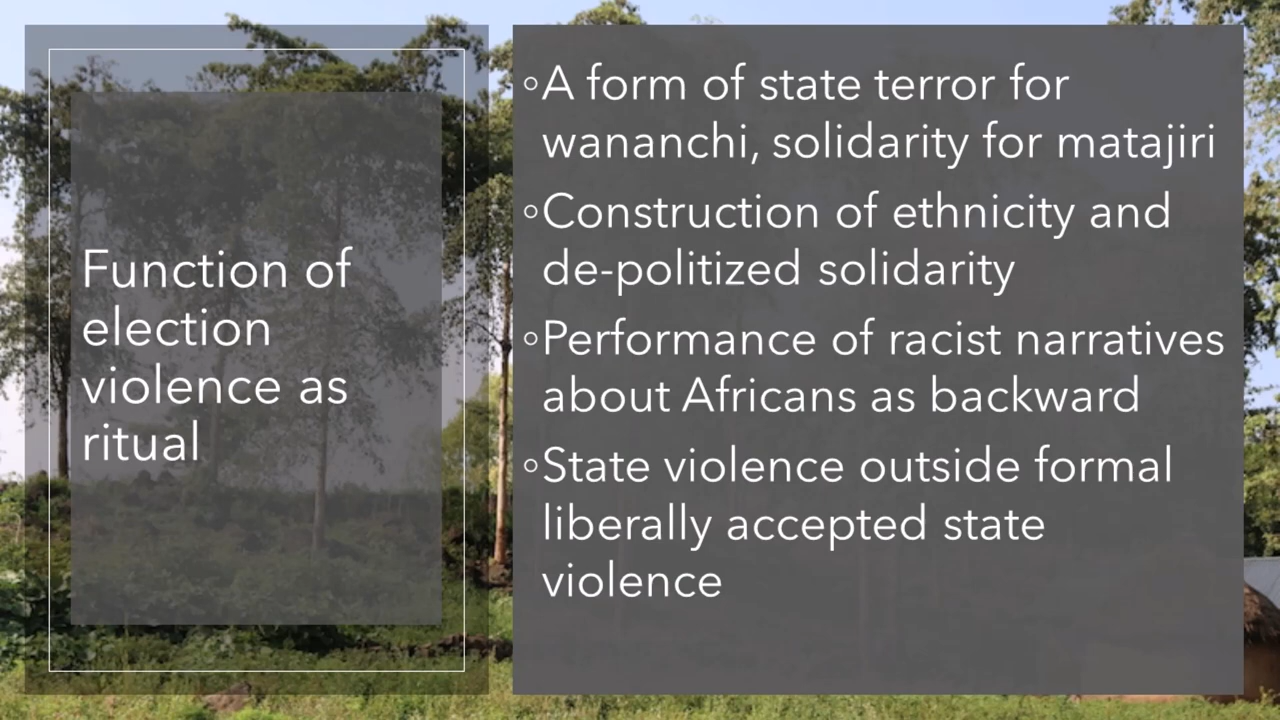 Function of
election
violence as
ritual
◦A form of state terror for
wananchi, solidarity for matajiri
◦Construction of ethnicity and
de-politized solidarity
◦Performance of racist narratives
about Africans as backward
◦State violence outside formal
liberally accepted state
violence